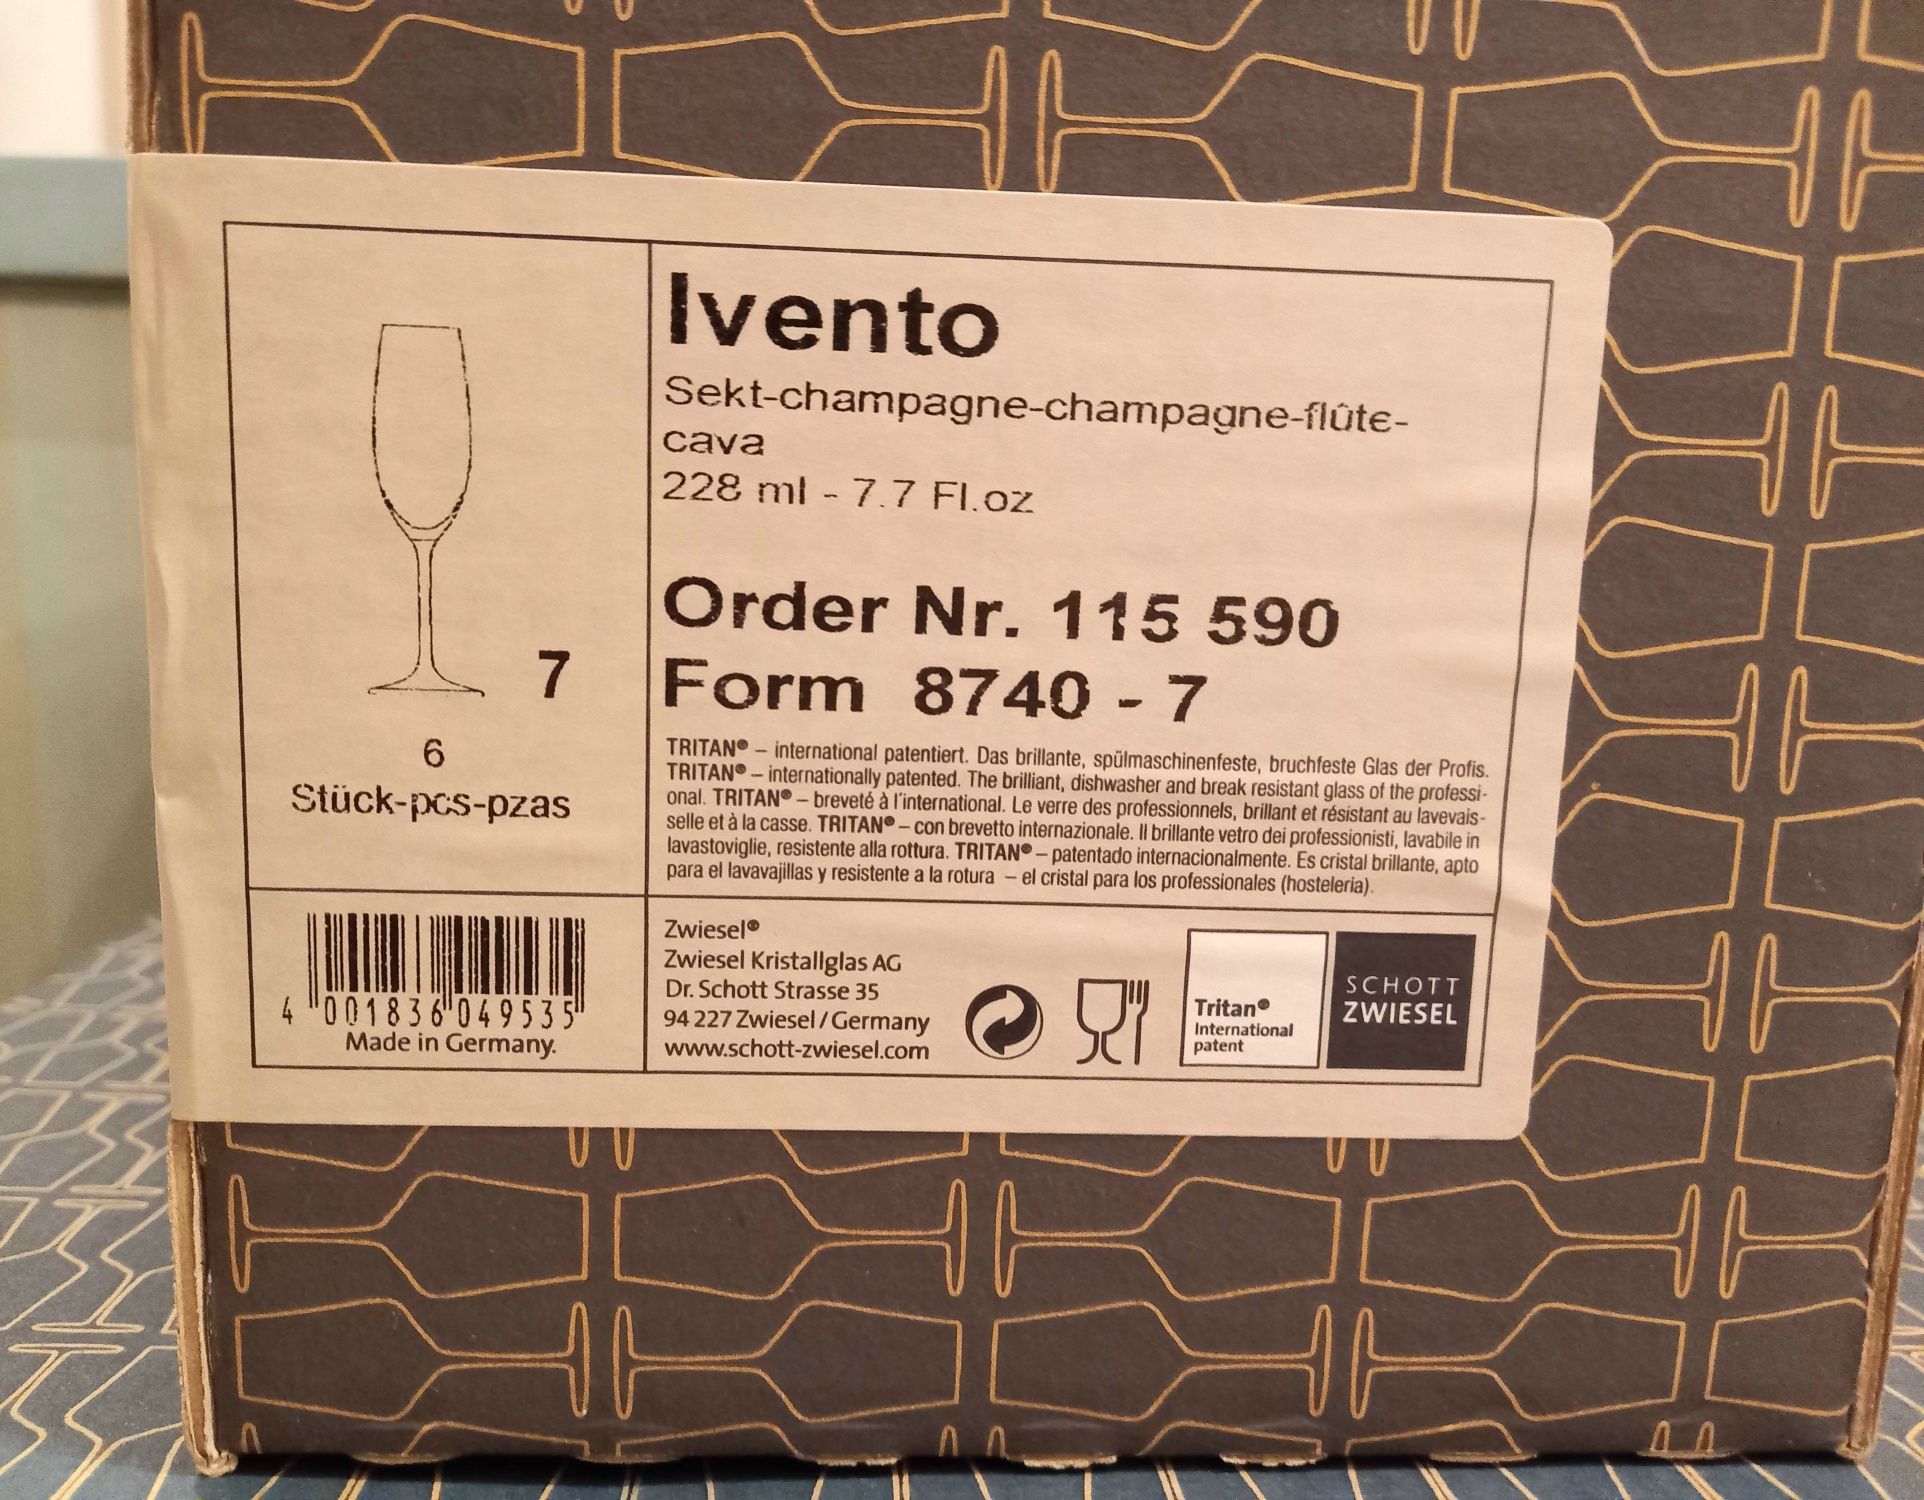 Ivento
Sekt-champagne-champagne-flûte-
cava
228 ml - 7.7 Fl.oz
7
6
Stück-pcs-pzas
Order Nr. 115 590
Form 8740 - 7
TRITAN® – international patentiert. Das brillante, spülmaschinenfeste, bruchfeste Glas der Profis.
TRITAN® – internationally patented. The brilliant, dishwasher and break resistant glass of the professi-
onal. TRITAN® – breveté à l'international. Le verre des professionnels, brillant et résistant au lavevais-
selle et à la casse. TRITAN® – con brevetto internazionale. Il brillante vetro dei professionisti, lavabile in
lavastoviglie, resistente alla rottura. TRITAN® – patentado internacionalmente. Es cristal brillante, apto
para el lavavajillas y resistente a la rotura – el cristal para los professionales (hosteleria).
4 001836 049535
Made in Germany.
Zwiesel®
Zwiesel Kristallglas AG
Dr. Schott Strasse 35
94 227 Zwiesel / Germany
www.schott-zwiesel.com
Tritan®
International
patent
SCHOTT
ZWIESEL